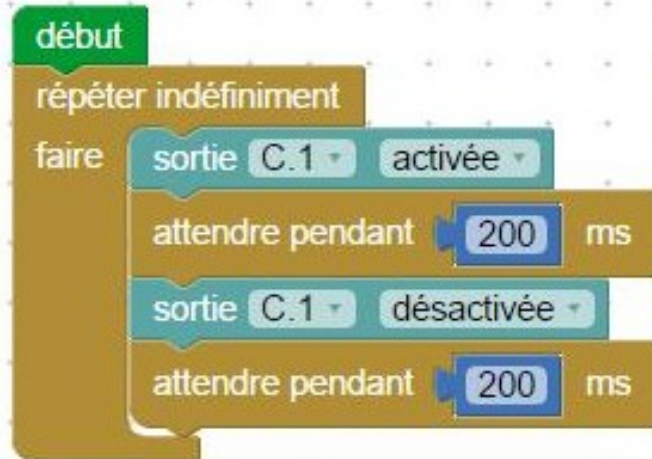 début
répéter indéfiniment
faire sortie C.1 activée
attendre pendant 200 ms
sortie C.1 désactivée
attendre pendant 200 ms